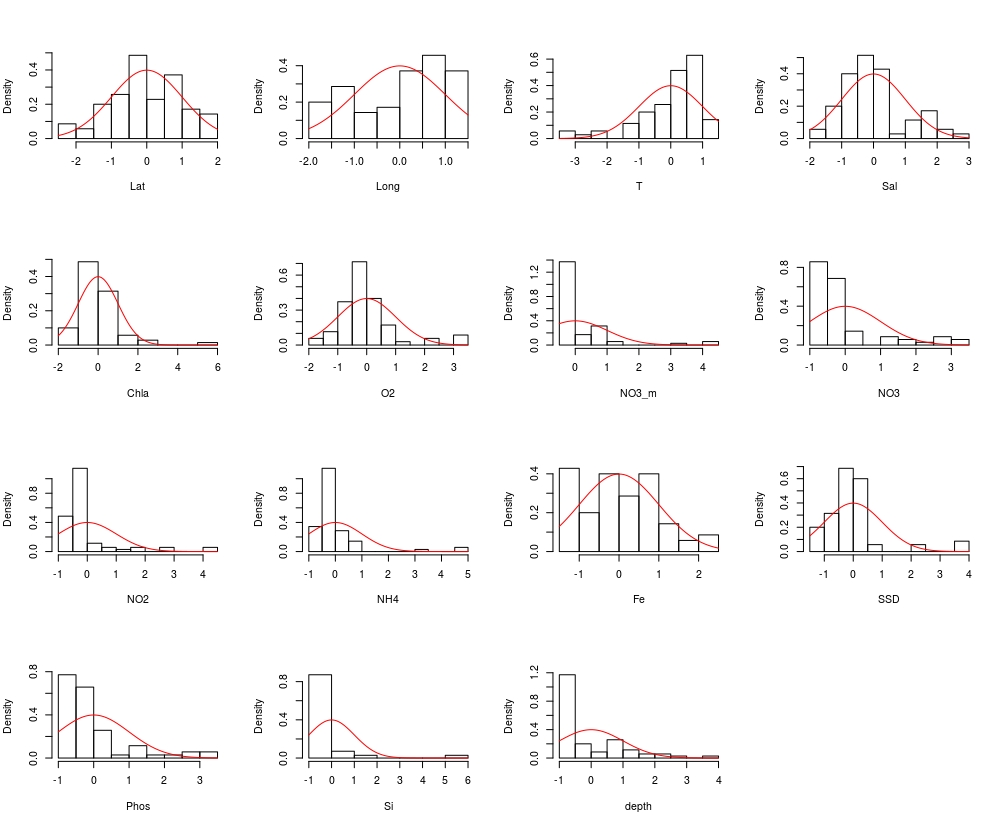 Density
0.0 0.2 0.4
-2 -1 0 1 2
Lat
Density
0.0 0.2 0.4
-2.0 -1.0 0.0 1.0
Long
Density
0.0 0.2 0.4 0.6
-3 -2 -1 0 1
T
Density
0.0 0.2 0.4
-2 -1 0 1 2 3
Sal
Density
0.0 0.2 0.4
-2 0 2 4 6
Chla
Density
0.0 0.3 0.6
-2 -1 0 1 2 3
O2
Density
0.0 0.4 0.8 1.2
0 1 2 3 4
NO3_m
Density
0.0 0.4 0.8
-1 0 1 2 3
NO3
Density
0.0 0.4 0.8
-1 0 1 2 3 4
NO2
Density
0.0 0.4 0.8
-1 0 1 2 3 4 5
NH4
Density
0.0 0.2 0.4
-1 0 1 2
Fe
Density
0.0 0.2 0.4 0.6
-1 0 1 2 3 4
SSD
Density
0.0 0.4 0.8
-1 0 1 2 3
Phos
Density
0.0 0.4 0.8
-1 0 1 2 3 4 5 6
Si
Density
0.0 0.4 0.8 1.2
-1 0 1 2 3 4
depth